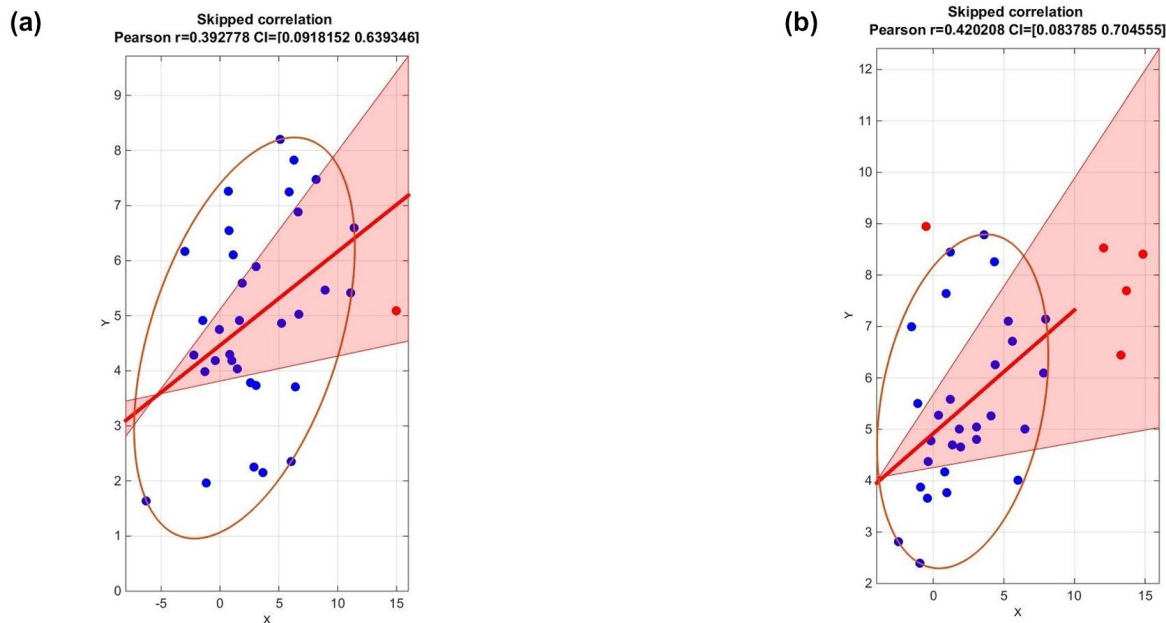 (a)
Skipped correlation
Pearson r=0.392778 CI=[0.0918152 0.639346]
9
8
7
6
5
4
3
2
1
0
Y
-5 0 5 10 15
X
(b)
Skipped correlation
Pearson r=0.420208 CI=[0.083785 0.704555]
12
11
10
9
8
7
6
5
4
3
2
Y
0 5 10 15
X